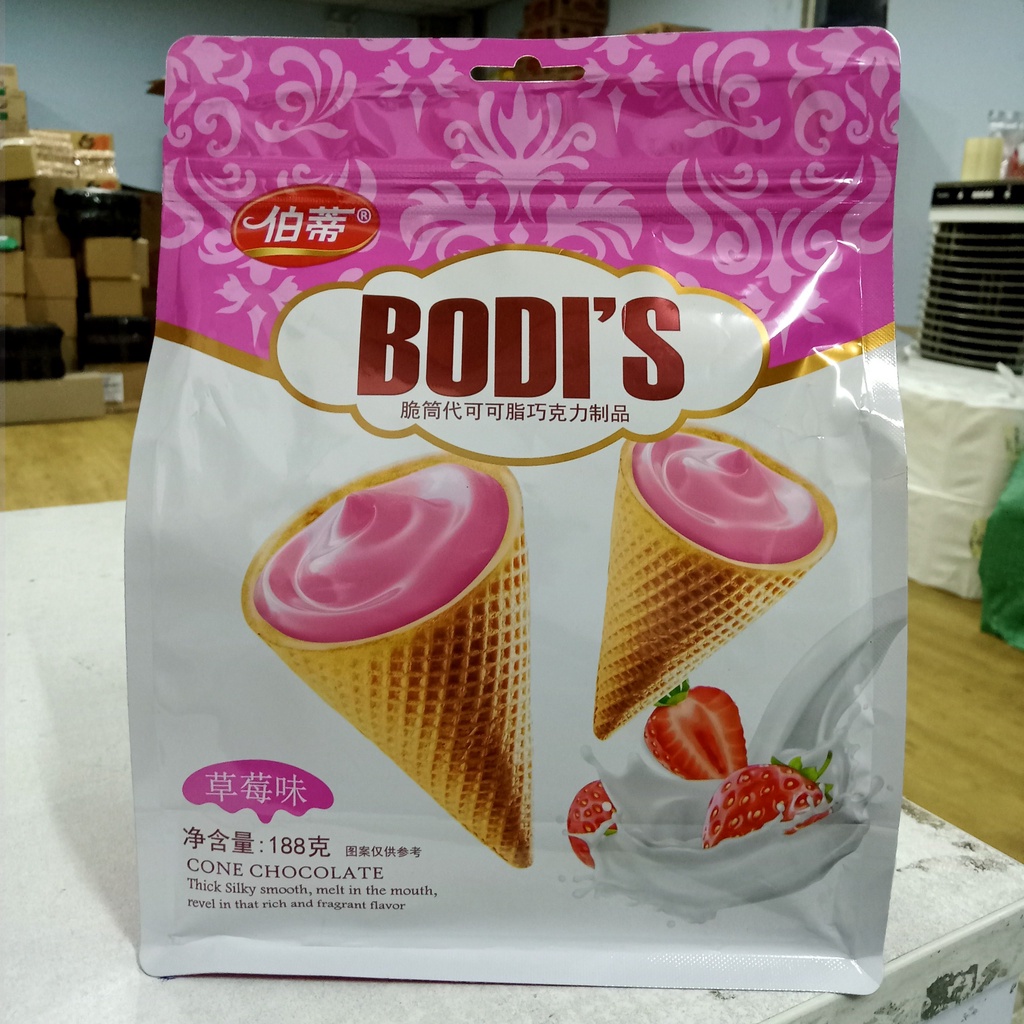 伯蒂®
BODI'S
脆筒代可可脂巧克力制品
草莓味
净含量:188克 图案仅供参考
CONE CHOCOLATE
Thick Silky smooth, melt in the mouth,
revel in that rich and fragrant flavor